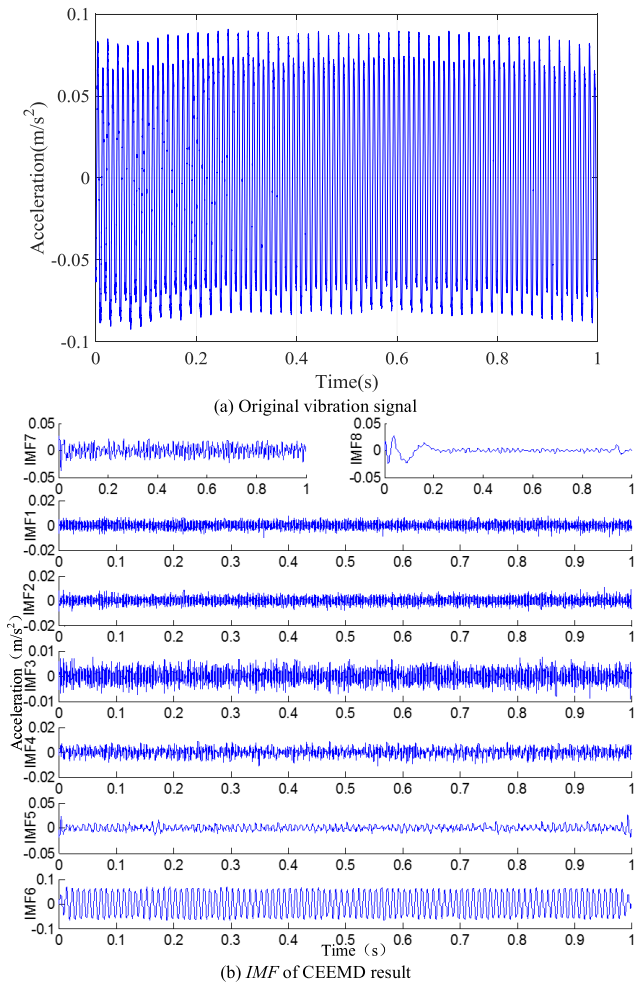 0.1
0.05
0
-0.05
-0.1
Acceleration(m/s²)
0 0.2 0.4 0.6 0.8 1
Time(s)
(a) Original vibration signal
0.05
IMF7 0
-0.05
0 0.2 0.4 0.6 0.8 1
0.05
IMF8 0
-0.05
0 0.2 0.4 0.6 0.8 1
0.02
IMF1 0
-0.02
0 0.1 0.2 0.3 0.4 0.5 0.6 0.7 0.8 0.9 1
0.02
IMF2 0
-0.02
0 0.1 0.2 0.3 0.4 0.5 0.6 0.7 0.8 0.9 1
Acceleration（m/s²）
0.01
IMF3 0
-0.01
0 0.1 0.2 0.3 0.4 0.5 0.6 0.7 0.8 0.9 1
0.02
IMF4 0
-0.02
0 0.1 0.2 0.3 0.4 0.5 0.6 0.7 0.8 0.9 1
0.05
IMF5 0
-0.05
0 0.1 0.2 0.3 0.4 0.5 0.6 0.7 0.8 0.9 1
0.1
IMF6 0
-0.1
0 0.1 0.2 0.3 0.4 0.5 0.6 0.7 0.8 0.9 1
Time（s）
(b) IMF of CEEMD result